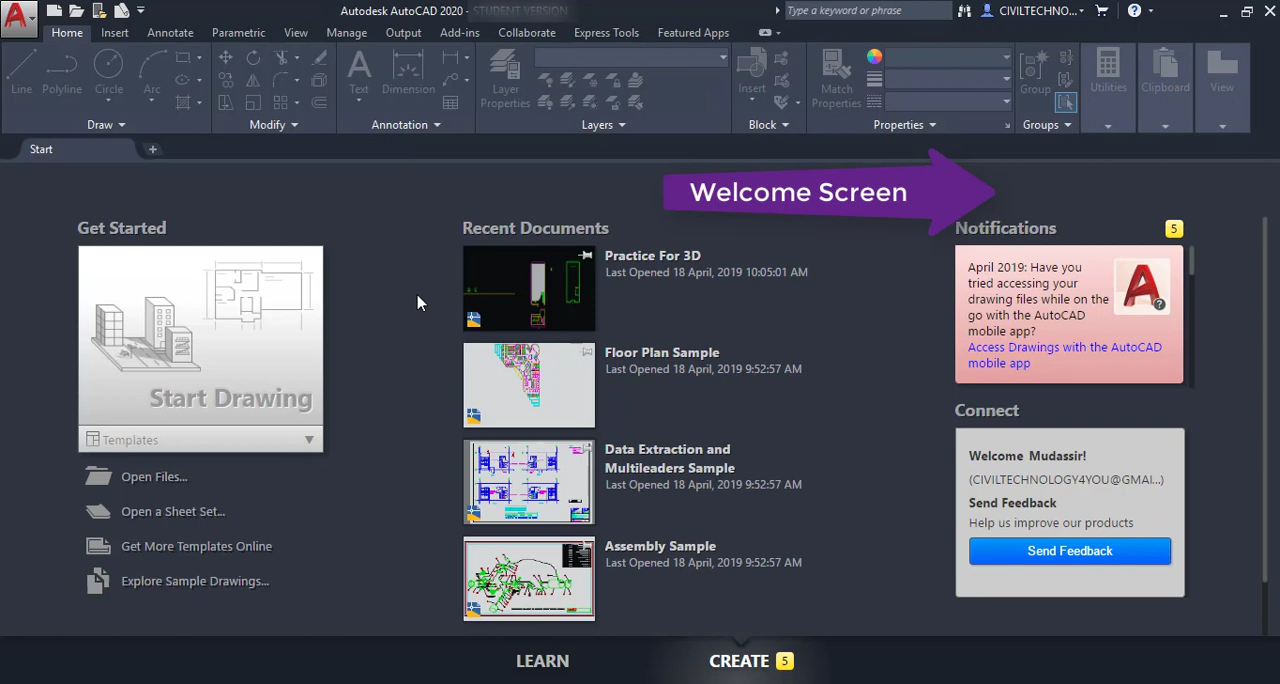 Autodesk AutoCAD 2020 - STUDENT VERSION
Type a keyword or phrase
CIVILTECHNO...
Home Insert Annotate Parametric View Manage Output Add-ins Collaborate Express Tools Featured Apps
Line Polyline Circle Arc
Draw
Modify
Text Dimension
Annotation
Layer
Properties
Layers
Insert
Block
Match
Properties
Properties
Group
Groups
Utilities
Clipboard
View
Start
Welcome Screen
Get Started
Start Drawing
Templates
Open Files...
Open a Sheet Set...
Get More Templates Online
Explore Sample Drawings...
Recent Documents
Practice For 3D
Last Opened 18 April, 2019 10:05:01 AM
Floor Plan Sample
Last Opened 18 April, 2019 9:52:57 AM
Data Extraction and
Multileaders Sample
Last Opened 18 April, 2019 9:52:57 AM
Assembly Sample
Last Opened 18 April, 2019 9:52:57 AM
Notifications 5
April 2019: Have you
tried accessing your
drawing files while on the
go with the AutoCAD
mobile app?
Access Drawings with the AutoCAD
mobile app
Connect
Welcome Mudassir!
(CIVILTECHNOLOGY4YOU@GMAI...)
Send Feedback
Help us improve our products
Send Feedback
LEARN
CREATE 5